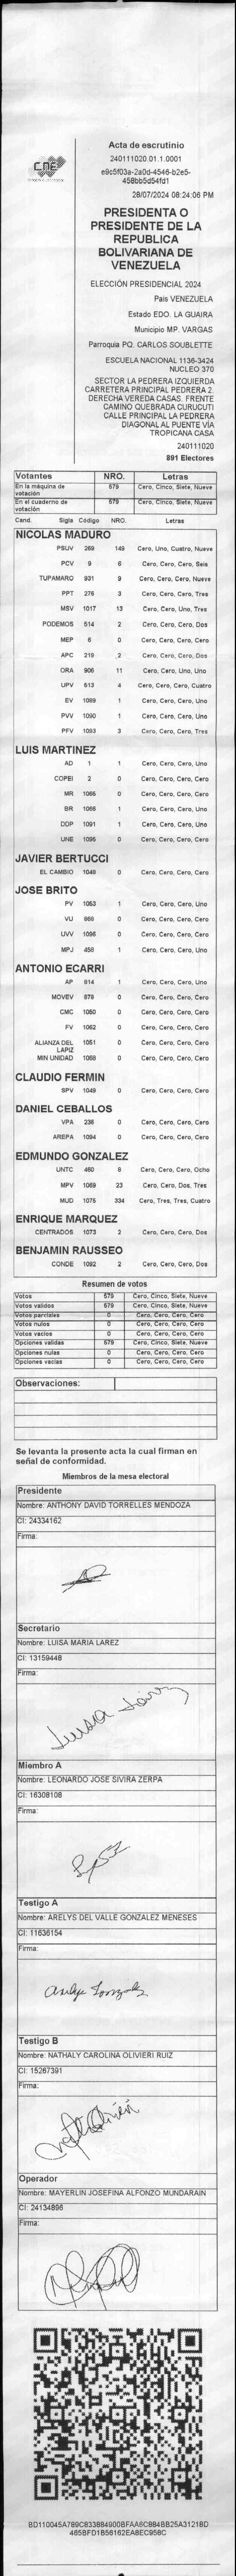 CNE
Acta de escrutinio
240111020.01.1.0001
e9c5f03a-2a0d-4546-b2e5-
458bb5d54fd1
28/07/2024 08:24:06 PM
PRESIDENTA O
PRESIDENTE DE LA
REPUBLICA
BOLIVARIANA DE
VENEZUELA
ELECCIÓN PRESIDENCIAL 2024
Pais VENEZUELA
Estado EDO. LA GUAIRA
Municipio MP. VARGAS
Parroquia PQ. CARLOS SOUBLETTE
ESCUELA NACIONAL 1136-3424
NUCLEO 370
SECTOR LA PEDRERA IZQUIERDA
CARRETERA PRINCIPAL PEDRERA 2.
DERECHA VEREDA CASAS. FRENTE
CAMINO QUEBRADA CURUCUTI
CALLE PRINCIPAL LA PEDRERA
DIAGONAL AL PUENTE VÍA
TROPICANA CASA
240111020
891 Electores
Votantes NRO. Letras
En la máquina de votación 579 Cero, Cinco, Siete, Nueve
En el cuaderno de votación 579 Cero, Cinco, Siete, Nueve
Cand. Sigla Código NRO. Letras
NICOLAS MADURO
PSUV 269 149 Cero, Uno, Cuatro, Nueve
PCV 9 6 Cero, Cero, Cero, Seis
TUPAMARO 931 9 Cero, Cero, Cero, Nueve
PPT 276 3 Cero, Cero, Cero, Tres
MSV 1017 13 Cero, Cero, Uno, Tres
PODEMOS 514 2 Cero, Cero, Cero, Dos
MEP 6 0 Cero, Cero, Cero, Cero
APC 219 2 Cero, Cero, Cero, Dos
ORA 906 11 Cero, Cero, Uno, Uno
UPV 613 4 Cero, Cero, Cero, Cuatro
EV 1089 1 Cero, Cero, Cero, Uno
PVV 1090 1 Cero, Cero, Cero, Uno
PFV 1093 3 Cero, Cero, Cero, Tres
LUIS MARTINEZ
AD 1 1 Cero, Cero, Cero, Uno
COPEI 2 0 Cero, Cero, Cero, Cero
MR 1065 0 Cero, Cero, Cero, Cero
BR 1066 1 Cero, Cero, Cero, Uno
DDP 1091 1 Cero, Cero, Cero, Uno
UNE 1095 0 Cero, Cero, Cero, Cero
JAVIER BERTUCCI
EL CAMBIO 1048 0 Cero, Cero, Cero, Cero
JOSE BRITO
PV 1053 1 Cero, Cero, Cero, Uno
VU 868 0 Cero, Cero, Cero, Cero
UVV 1096 0 Cero, Cero, Cero, Cero
MPJ 458 1 Cero, Cero, Cero, Uno
ANTONIO ECARRI
AP 814 1 Cero, Cero, Cero, Uno
MOVEV 879 0 Cero, Cero, Cero, Cero
CMC 1050 0 Cero, Cero, Cero, Cero
FV 1062 0 Cero, Cero, Cero, Cero
ALIANZA DEL LAPIZ 1051 0 Cero, Cero, Cero, Cero
MIN UNIDAD 1068 0 Cero, Cero, Cero, Cero
CLAUDIO FERMIN
SPV 1049 0 Cero, Cero, Cero, Cero
DANIEL CEBALLOS
VPA 236 0 Cero, Cero, Cero, Cero
AREPA 1094 0 Cero, Cero, Cero, Cero
EDMUNDO GONZALEZ
UNTC 460 8 Cero, Cero, Cero, Ocho
MPV 1069 23 Cero, Cero, Dos, Tres
MUD 1075 334 Cero, Tres, Tres, Cuatro
ENRIQUE MARQUEZ
CENTRADOS 1073 2 Cero, Cero, Cero, Dos
BENJAMIN RAUSSEO
CONDE 1092 2 Cero, Cero, Cero, Dos
Resumen de votos
Votos 579 Cero, Cinco, Siete, Nueve
Votos validos 579 Cero, Cinco, Siete, Nueve
Votos parciales 0 Cero, Cero, Cero, Cero
Votos nulos 0 Cero, Cero, Cero, Cero
Votos vacíos 0 Cero, Cero, Cero, Cero
Opciones validas 579 Cero, Cinco, Siete, Nueve
Opciones nulas 0 Cero, Cero, Cero, Cero
Opciones vacias 0 Cero, Cero, Cero, Cero
Observaciones:
Se levanta la presente acta la cual firman en
señal de conformidad.
Miembros de la mesa electoral
Presidente
Nombre: ANTHONY DAVID TORRELLES MENDOZA
CI: 24334162
Firma:
Secretario
Nombre: LUISA MARIA LAREZ
CI: 13159448
Firma:
Luisa Lárez
Miembro A
Nombre: LEONARDO JOSE SIVIRA ZERPA
CI: 16308108
Firma:
Testigo A
Nombre: ARELYS DEL VALLE GONZALEZ MENESES
CI: 11636154
Firma:
Arelys Gonzalez
Testigo B
Nombre: NATHALY CAROLINA OLIVIERI RUIZ
CI: 15267391
Firma:
Operador
Nombre: MAYERLIN JOSEFINA ALFONZO MUNDARAIN
CI: 24134896
Firma:
BD110045A789C833884900BFAA6C884BB25A31218D
465BFD1B56162EA8EC958C